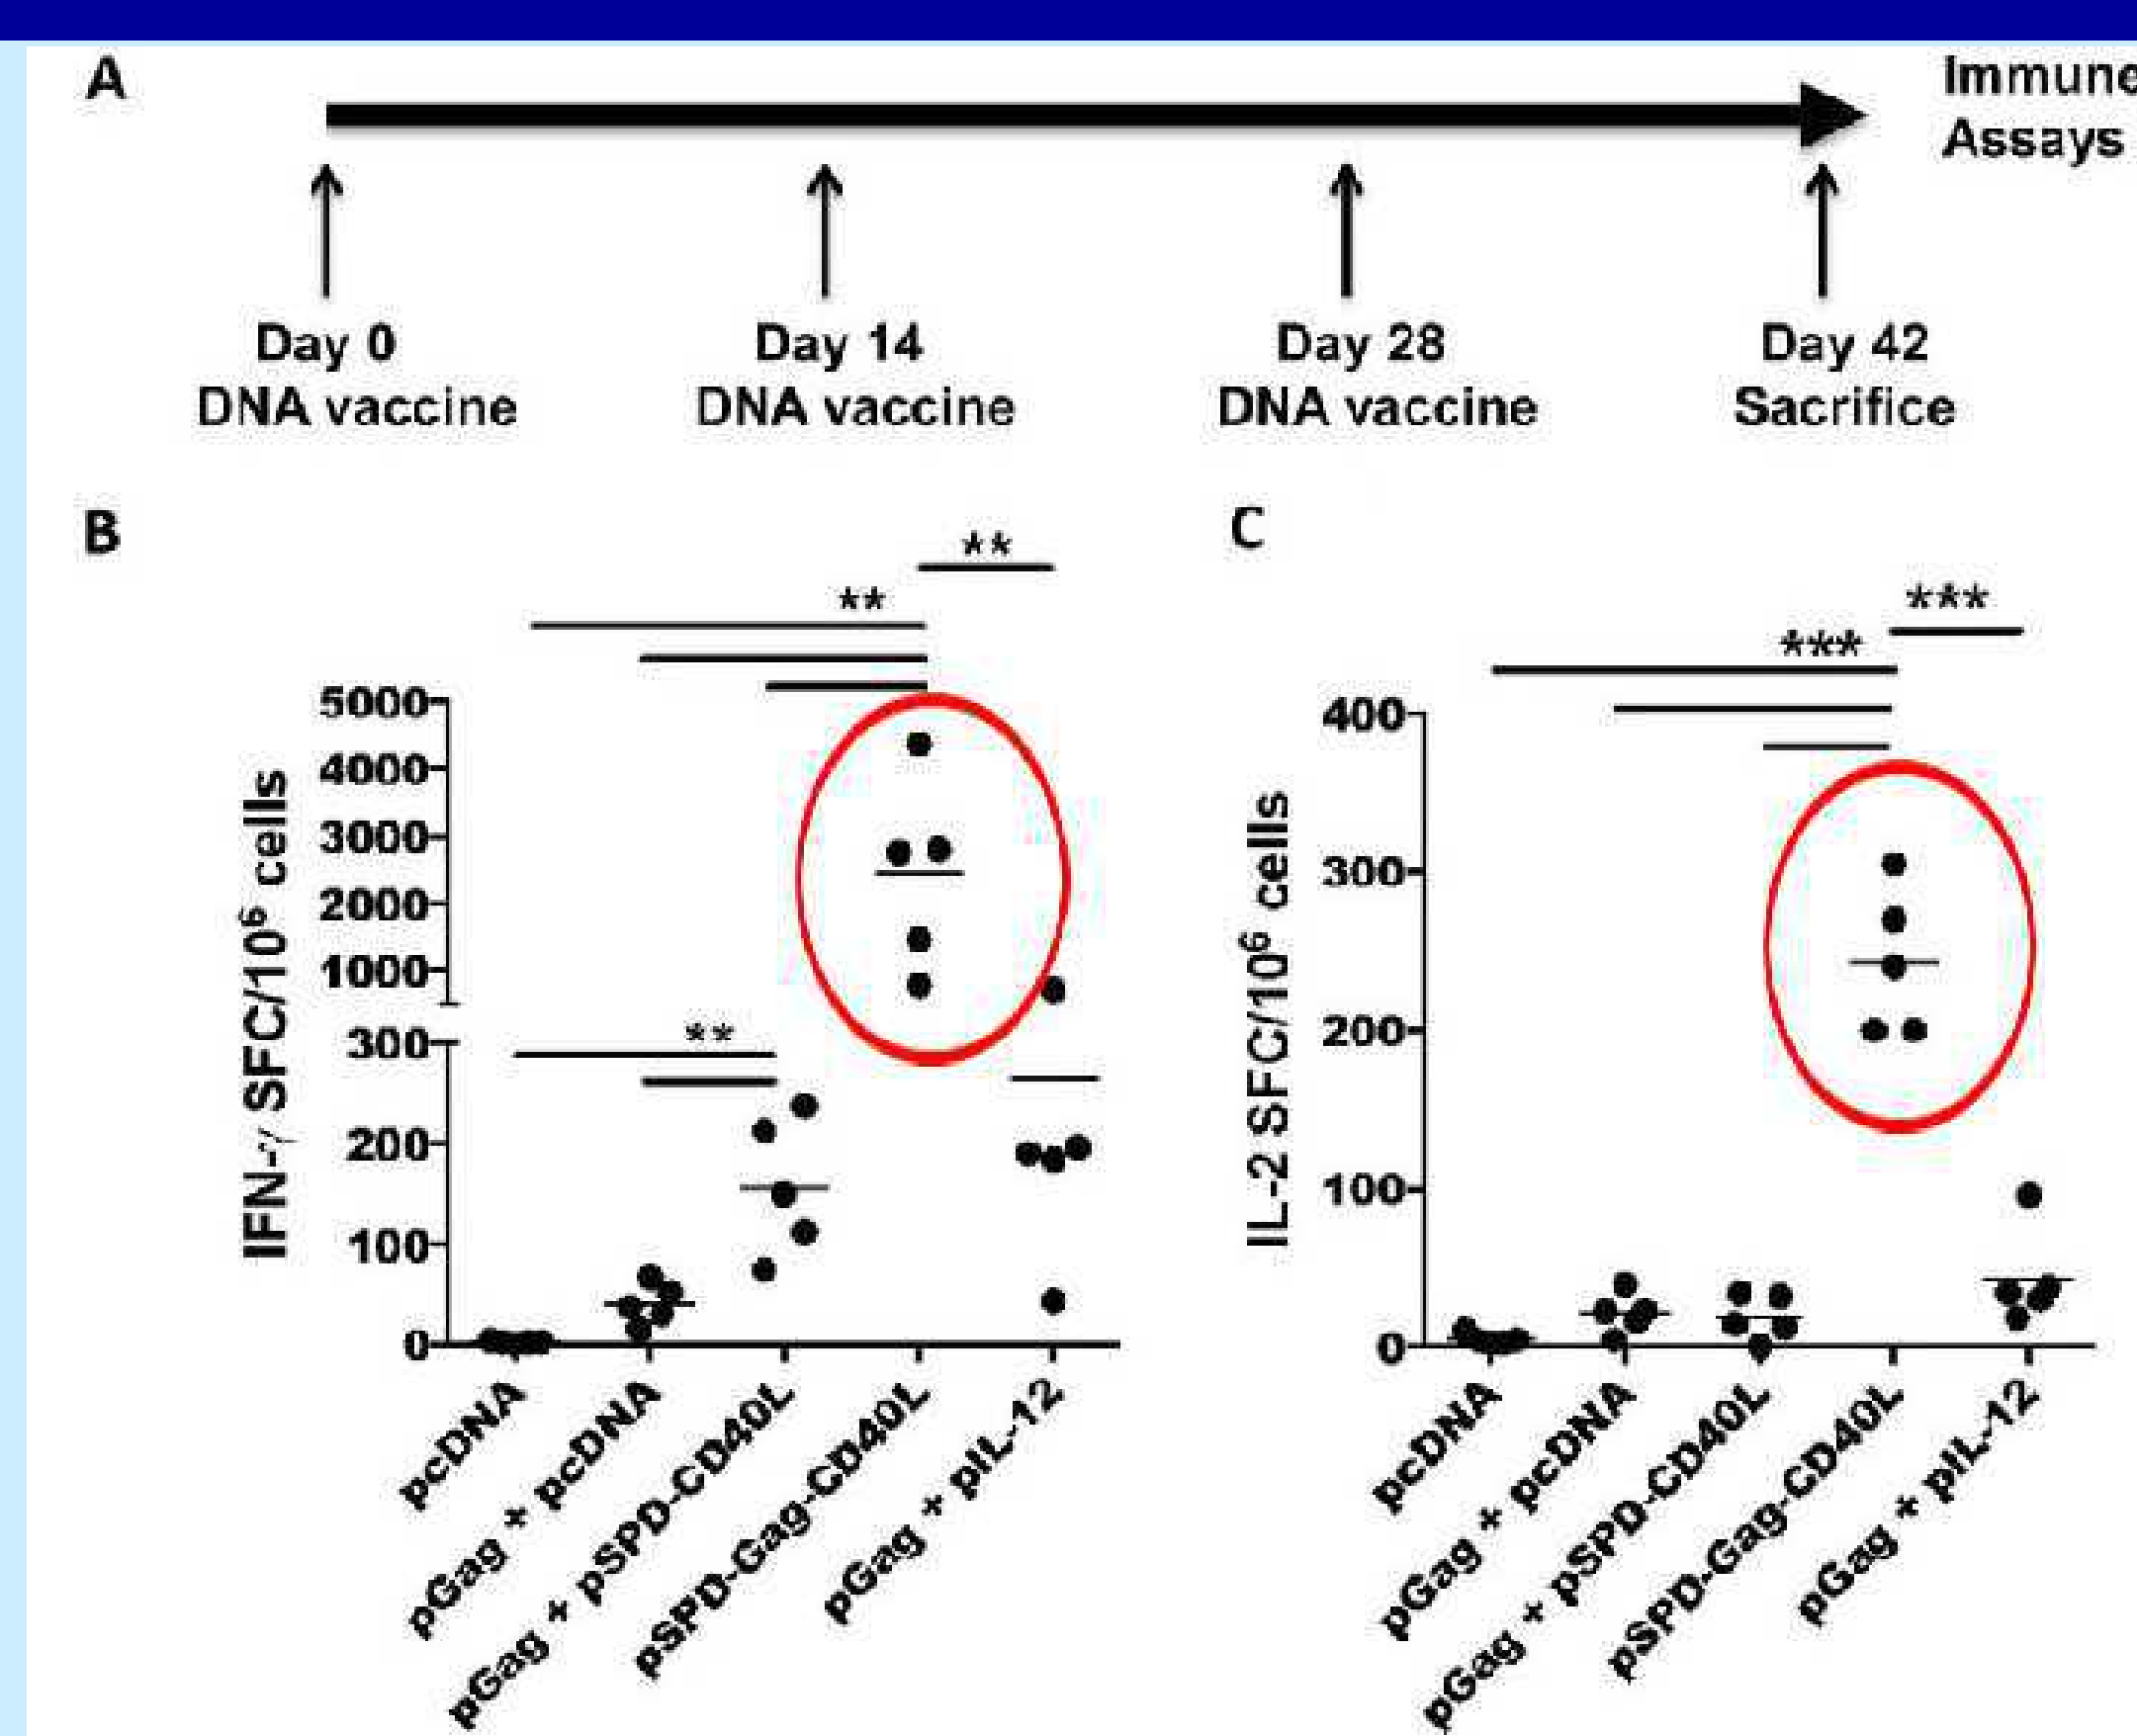 A
Immune
Assays
Day 0
DNA vaccine
Day 14
DNA vaccine
Day 28
DNA vaccine
Day 42
Sacrifice
B
**
**
5000
4000
3000
2000
1000
300
200
100
0
**
IFN-γ SFC/10⁶ cells
pcDNA
pGag + pcDNA
pGag + pSPD-CD40L
pSPD-Gag-CD40L
pGag + pIL-12
C
***
***
400
300
200
100
0
IL-2 SFC/10⁶ cells
pcDNA
pGag + pcDNA
pGag + pSPD-CD40L
pSPD-Gag-CD40L
pGag + pIL-12